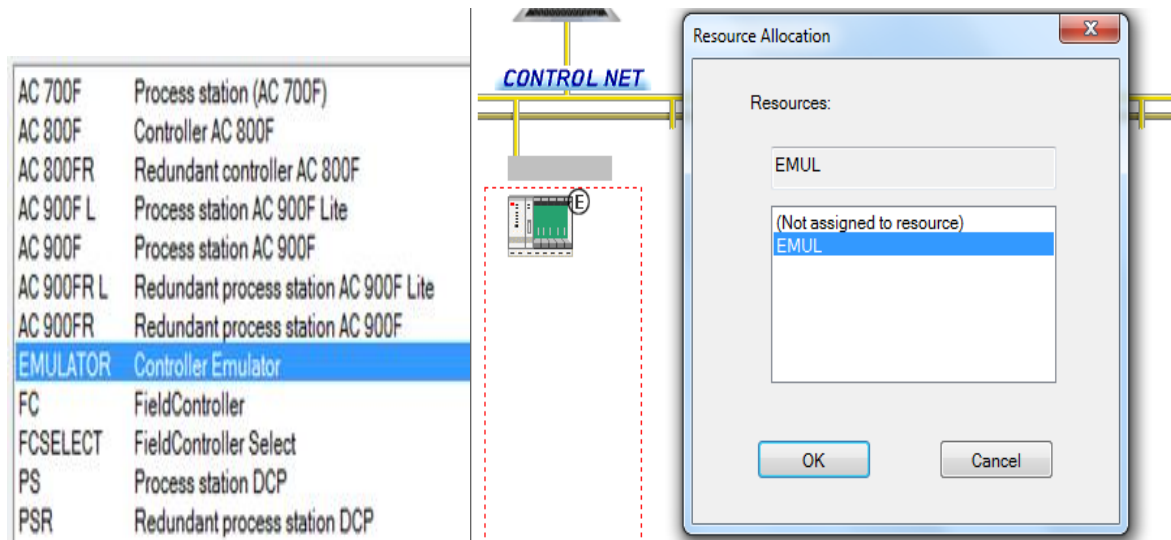 AC 700F Process station (AC 700F)
AC 800F Controller AC 800F
AC 800FR Redundant controller AC 800F
AC 900F L Process station AC 900F Lite
AC 900F Process station AC 900F
AC 900FR L Redundant process station AC 900F Lite
AC 900FR Redundant process station AC 900F
EMULATOR Controller Emulator
FC FieldController
FCSELECT FieldController Select
PS Process station DCP
PSR Redundant process station DCP
CONTROL NET
E
Resource Allocation
X
Resources:
EMUL
(Not assigned to resource)
EMUL
OK Cancel